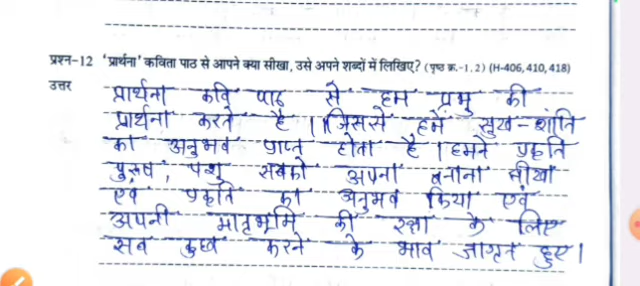 प्रश्न-12 'प्रार्थना' कविता पाठ से आपने क्या सीखा, उसे अपने शब्दों में लिखिए? (पृष्ठ क्र.-1, 2) (H-406, 410, 418)
उत्तर प्रार्थना कवि पाठ से हम प्रभु की
प्रार्थना करते है । जिससे हमें सुख-शांति
का अनुभव प्राप्त होता है । हमने प्रकृति
पुरुष, पशु सबको अपना बनाना सीखा
एवं प्रकृति का अनुभव किया एवं
अपनी मातृभूमि की रक्षा के लिए
सब कुछ करने के भाव जागृत हुए।